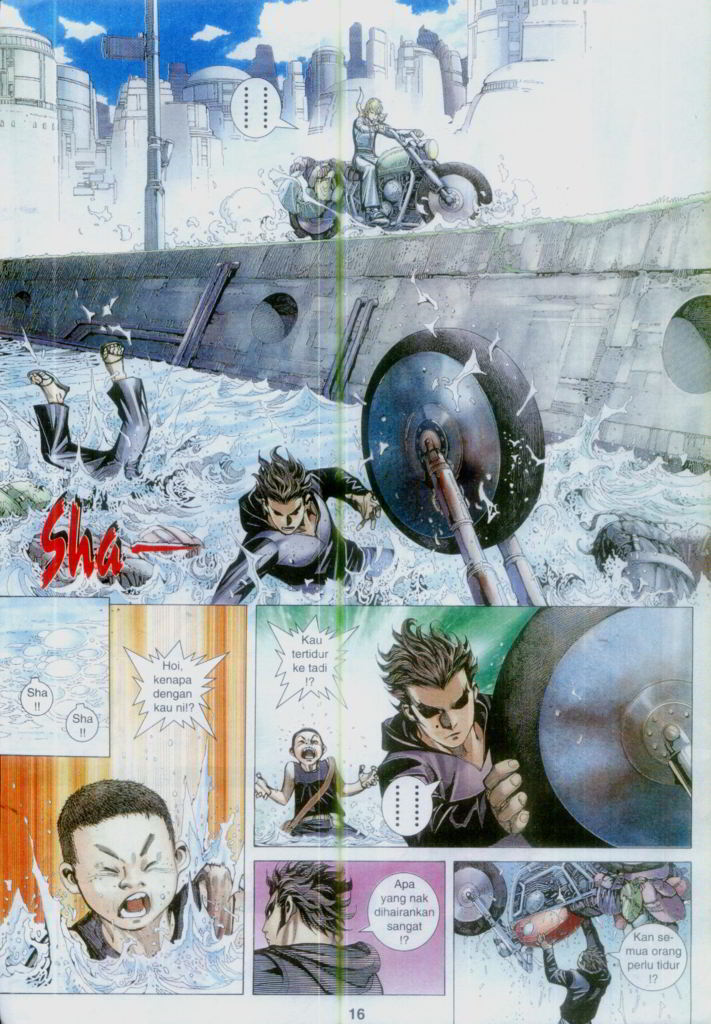 Sha
Sha
!!
Sha
!!
Hoi,
kenapa
dengan
kau ni!?
Kau
tertidur
ke tadi
!?
Apa
yang nak
dihairankan
sangat
!?
Kan se-
mua orang
perlu tidur
!?
16